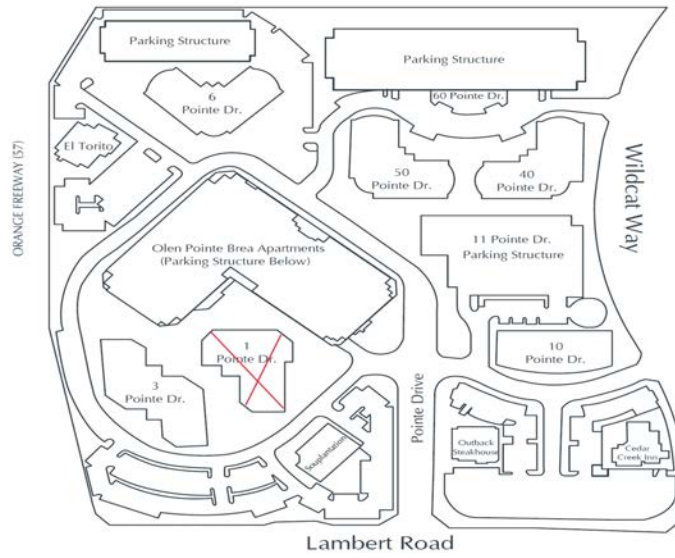 Parking Structure
Parking Structure
6
Pointe Dr.
60 Pointe Dr.
El Torito
ORANGE FREEWAY (57)
50
Pointe Dr.
40
Pointe Dr.
Wildcat Way
11 Pointe Dr.
Parking Structure
Olen Pointe Brea Apartments
(Parking Structure Below)
1
Pointe Dr.
3
Pointe Dr.
10
Pointe Dr.
Pointe Drive
Souplantation
Outback
Steakhouse
Cedar
Creek Inn
Lambert Road